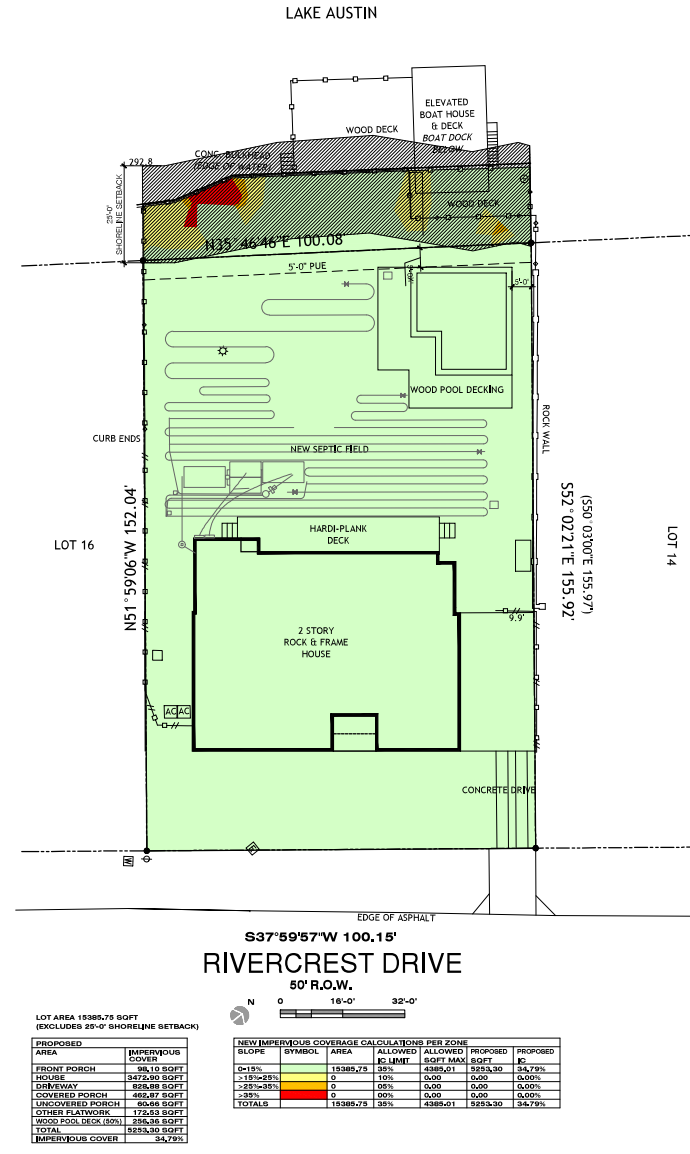 LAKE AUSTIN
ELEVATED
BOAT HOUSE
& DECK
BOAT DOCK
BELOW
WOOD DECK
CONC. BULKHEAD
(EDGE OF WATER)
292.8
25'-0"
SHORELINE SETBACK
WOOD DECK
N35°46'46"E 100.08'
5'-0" PUE
5'-0"
WOOD POOL DECKING
ROCK WALL
CURB ENDS
NEW SEPTIC FIELD
N51°59'06"W 152.04'
S52°02'21"E 155.92'
(S50°03'00"E 155.97')
LOT 16
LOT 14
HARDI-PLANK
DECK
2 STORY
ROCK & FRAME
HOUSE
9.9'
AC AC
CONCRETE DRIVE
W
EDGE OF ASPHALT
S37°59'57"W 100.15'
RIVERCREST DRIVE
50' R.O.W.
N 0 16'-0' 32'-0'
LOT AREA 15385.75 SQFT
(EXCLUDES 25'-0' SHORELINE SETBACK)
PROPOSED
AREA IMPERVIOUS COVER
FRONT PORCH 98.10 SQFT
HOUSE 3472.90 SQFT
DRIVEWAY 828.88 SQFT
COVERED PORCH 462.87 SQFT
UNCOVERED PORCH 60.66 SQFT
OTHER FLATWORK 172.53 SQFT
WOOD POOL DECK (50%) 256.36 SQFT
TOTAL 5253.30 SQFT
IMPERVIOUS COVER 34.79%
NEW IMPERVIOUS COVERAGE CALCULATIONS PER ZONE
SLOPE SYMBOL AREA ALLOWED IC LIMIT ALLOWED SQFT MAX PROPOSED SQFT PROPOSED IC
0-15% 15385.75 35% 4385.01 5253.30 34.79%
>15%-25% 0 10% 0.00 0.00 0.00%
>25%-35% 0 05% 0.00 0.00 0.00%
>35% 0 00% 0.00 0.00 0.00%
TOTALS 15385.75 35% 4385.01 5253.30 34.79%